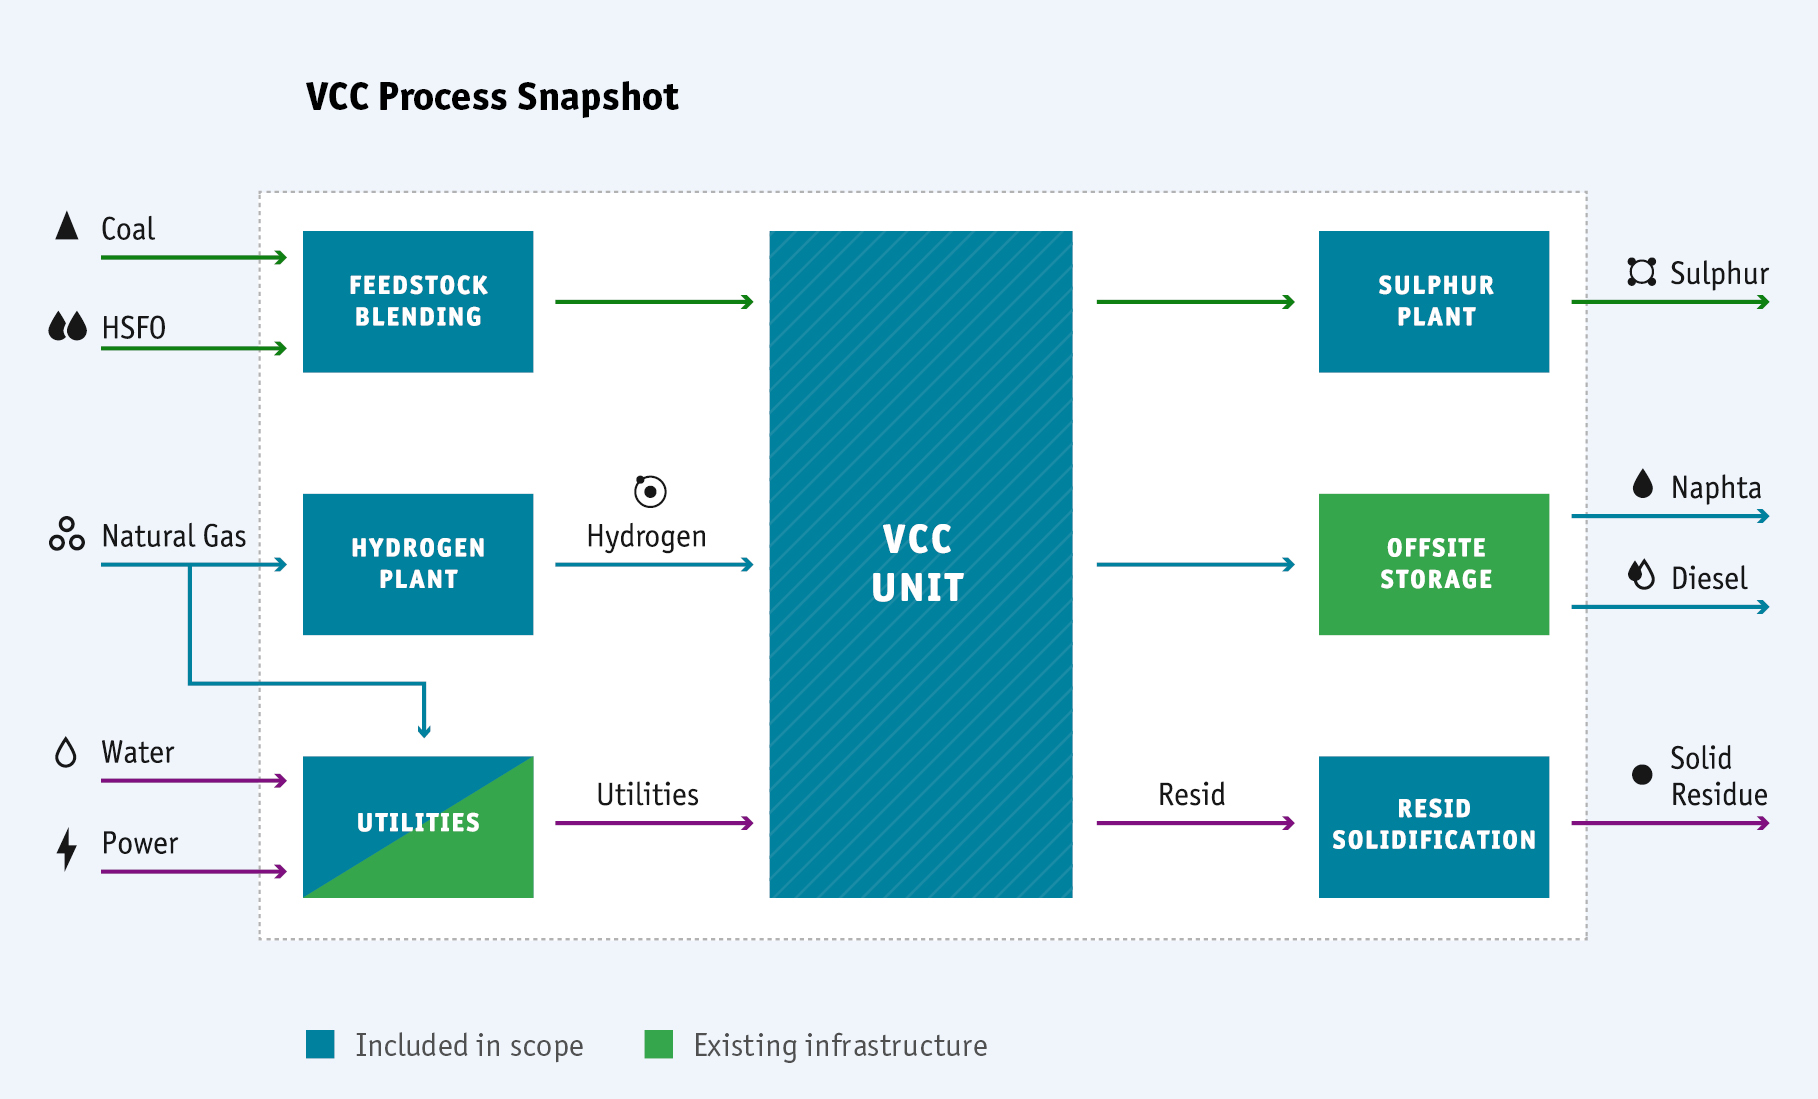 VCC Process Snapshot
Coal
HSFO
FEEDSTOCK
BLENDING
SULPHUR
PLANT
Sulphur
Natural Gas
HYDROGEN
PLANT
Hydrogen
VCC
UNIT
OFFSITE
STORAGE
Naphta
Diesel
Water
Power
UTILITIES
Utilities
Resid
RESID
SOLIDIFICATION
Solid
Residue
Included in scope
Existing infrastructure